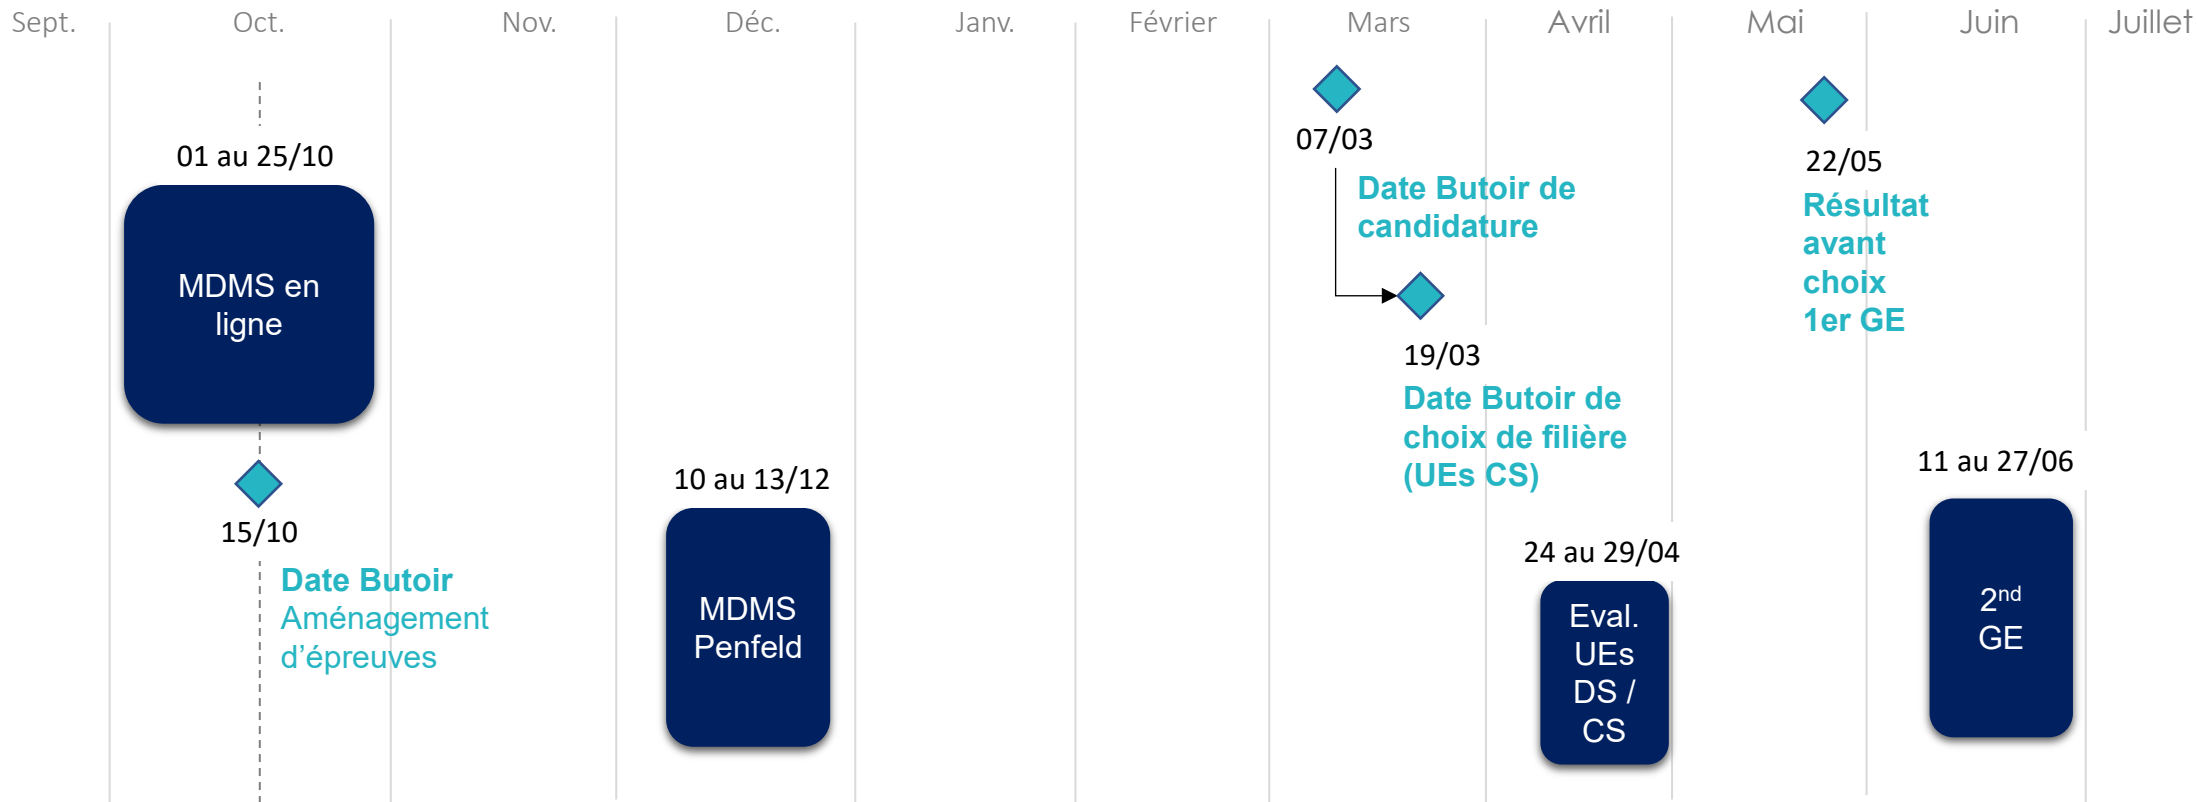 Sept.
Oct.
Nov.
Déc.
Janv.
Février
Mars
Avril
Mai
Juin
Juillet
01 au 25/10
MDMS en
ligne
15/10
Date Butoir
Aménagement
d’épreuves
10 au 13/12
MDMS
Penfeld
07/03
Date Butoir de
candidature
19/03
Date Butoir de
choix de filière
(UEs CS)
24 au 29/04
Eval.
UEs
DS /
CS
22/05
Résultat
avant
choix
1er GE
11 au 27/06
2nd
GE